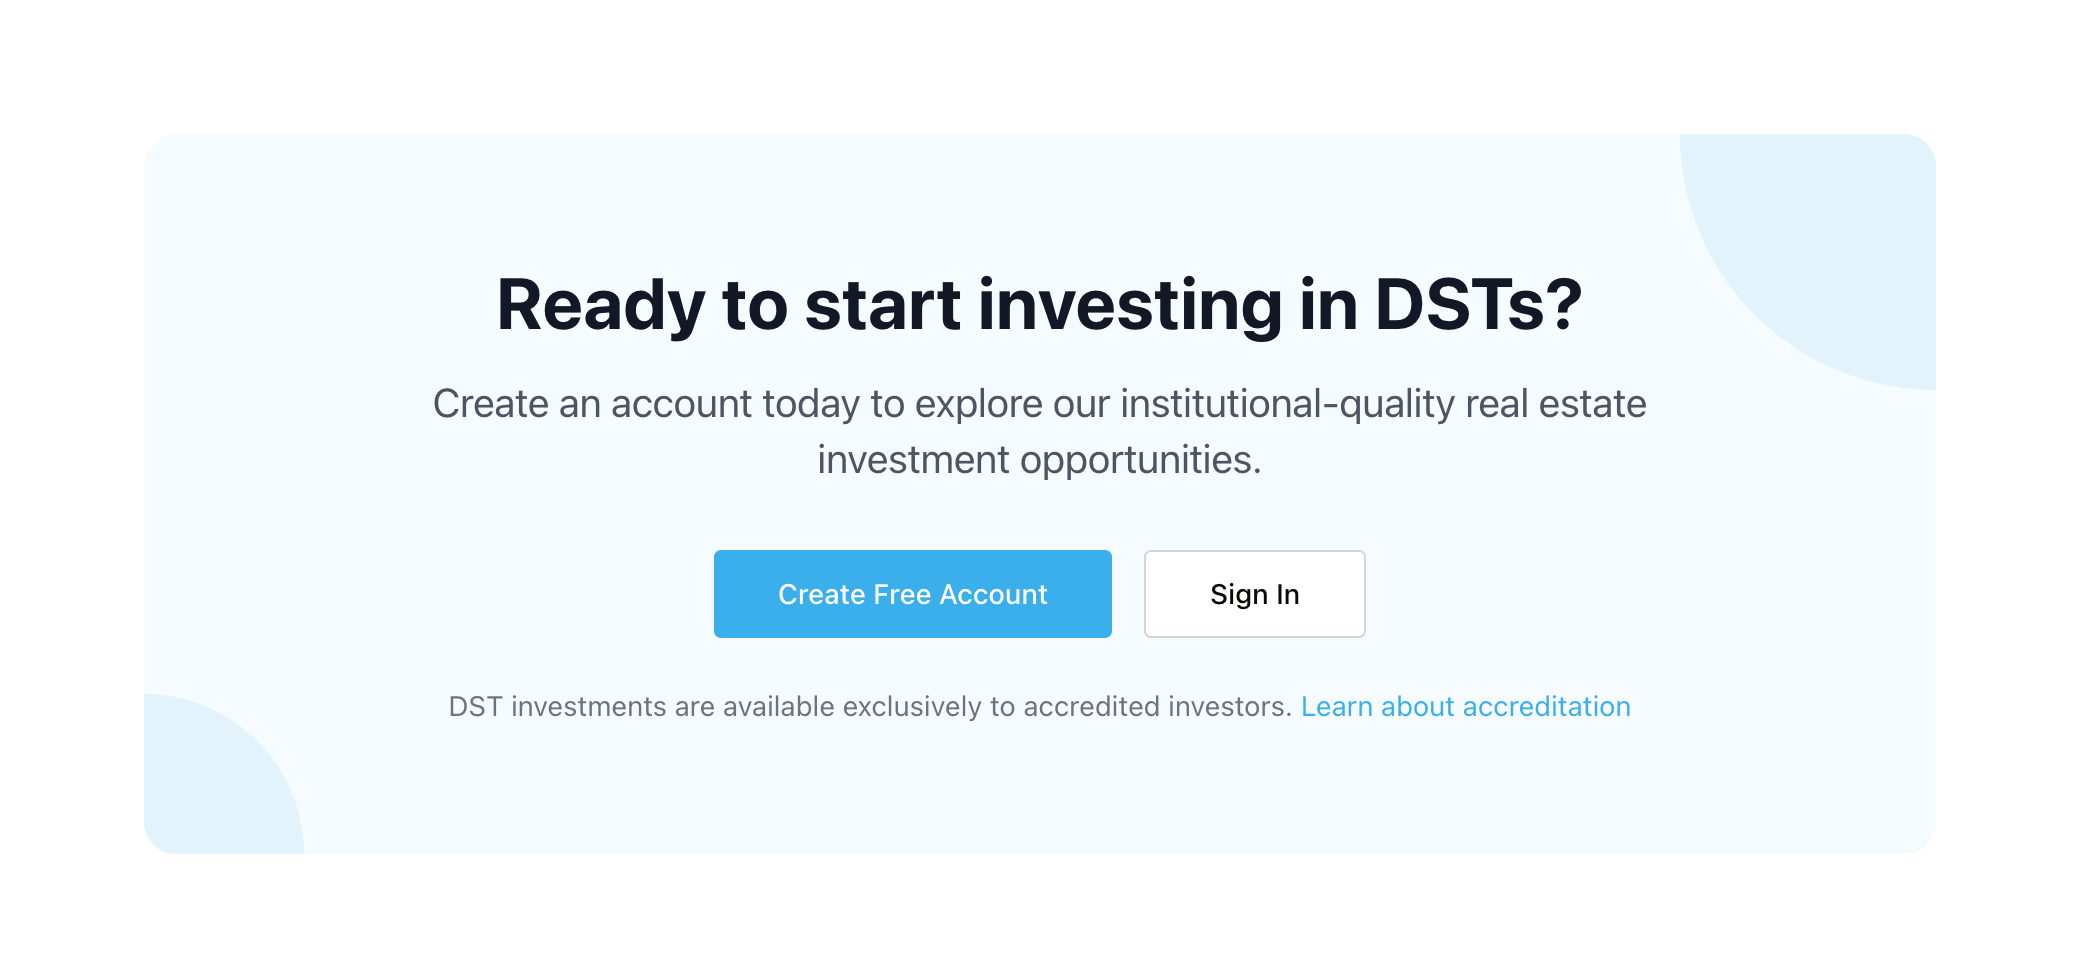 Ready to start investing in DSTs?
Create an account today to explore our institutional-quality real estate
investment opportunities.
Create Free Account
Sign In
DST investments are available exclusively to accredited investors. Learn about accreditation